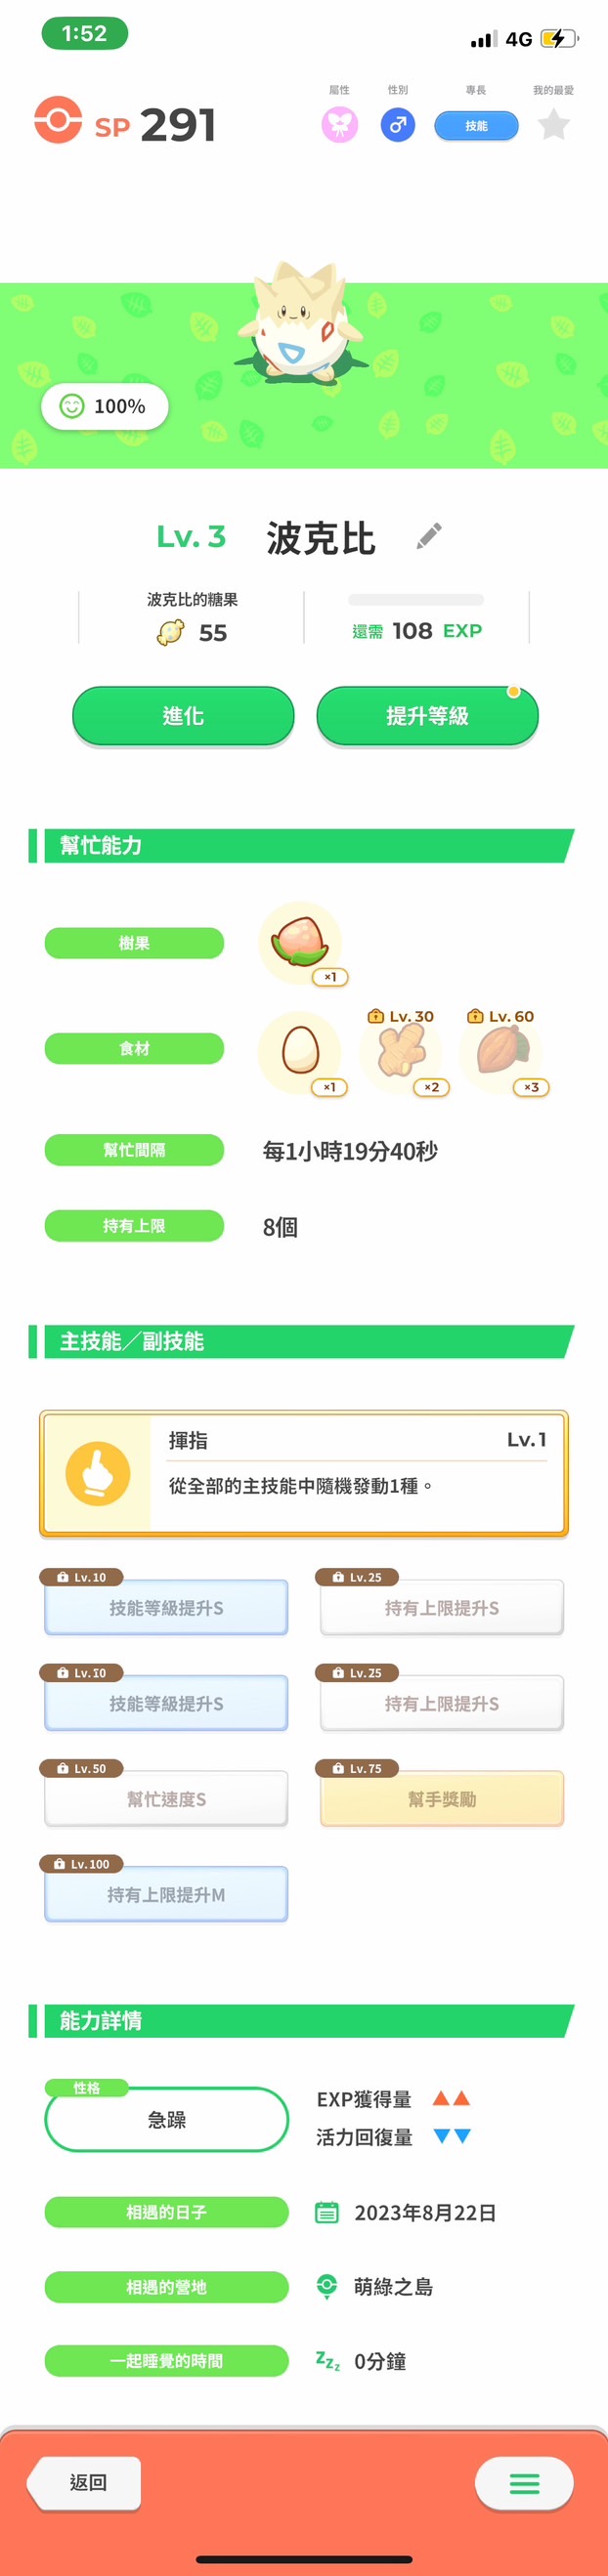 1:52
4G
屬性
性別
專長
我的最愛
SP 291
技能
100%
Lv. 3 波克比
波克比的糖果
55
還需 108 EXP
進化
提升等級
幫忙能力
樹果
×1
食材
Lv. 30
Lv. 60
×1
×2
×3
幫忙間隔
每1小時19分40秒
持有上限
8個
主技能／副技能
揮指
Lv. 1
從全部的主技能中隨機發動1種。
Lv. 10
技能等級提升S
Lv. 25
持有上限提升S
Lv. 10
技能等級提升S
Lv. 25
持有上限提升S
Lv. 50
幫忙速度S
Lv. 75
幫手獎勵
Lv. 100
持有上限提升M
能力詳情
性格
急躁
EXP獲得量
活力回復量
相遇的日子
2023年8月22日
相遇的營地
萌綠之島
一起睡覺的時間
zzz
0分鐘
返回